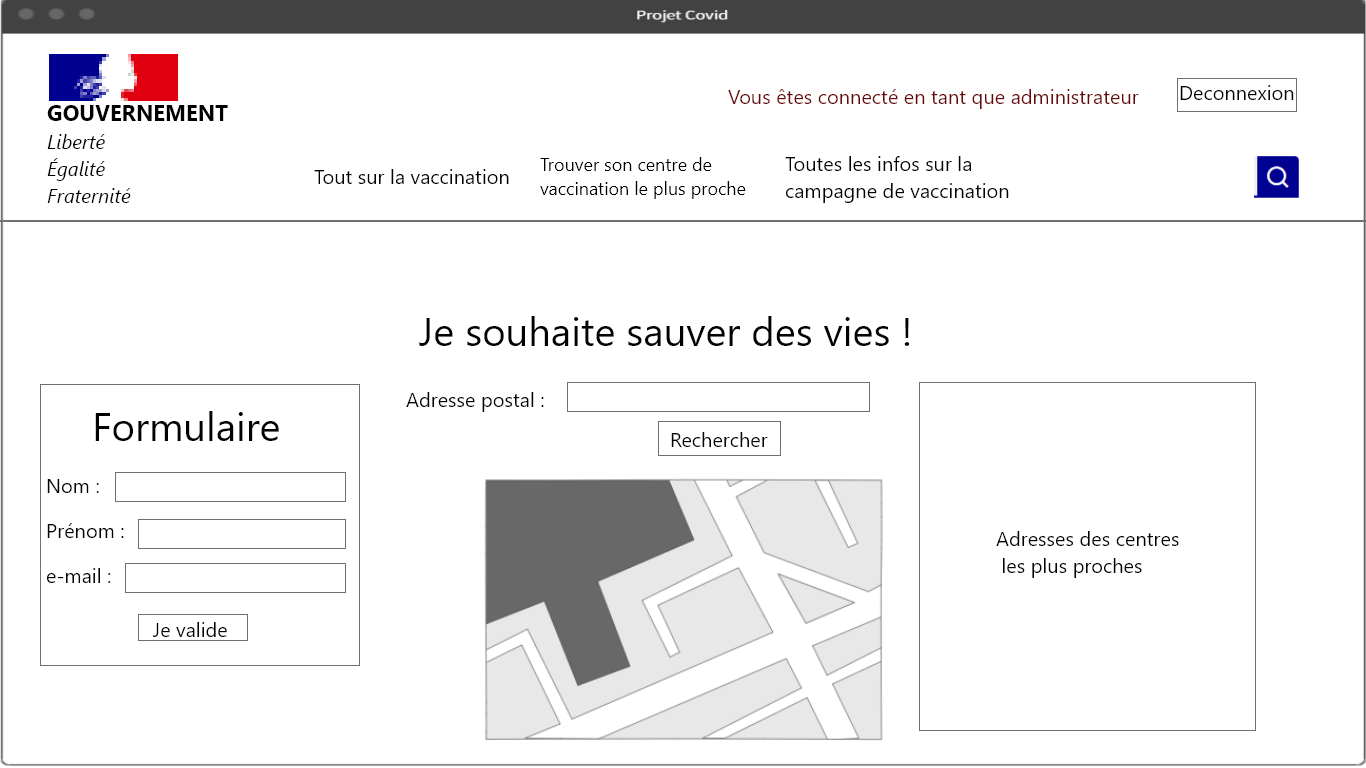 Projet Covid
GOUVERNEMENT
Liberté
Égalité
Fraternité
Vous êtes connecté en tant que administrateur
Deconnexion
Tout sur la vaccination
Trouver son centre de
vaccination le plus proche
Toutes les infos sur la
campagne de vaccination
Je souhaite sauver des vies !
Formulaire
Nom :
Prénom :
e-mail :
Je valide
Adresse postal :
Rechercher
Adresses des centres
les plus proches